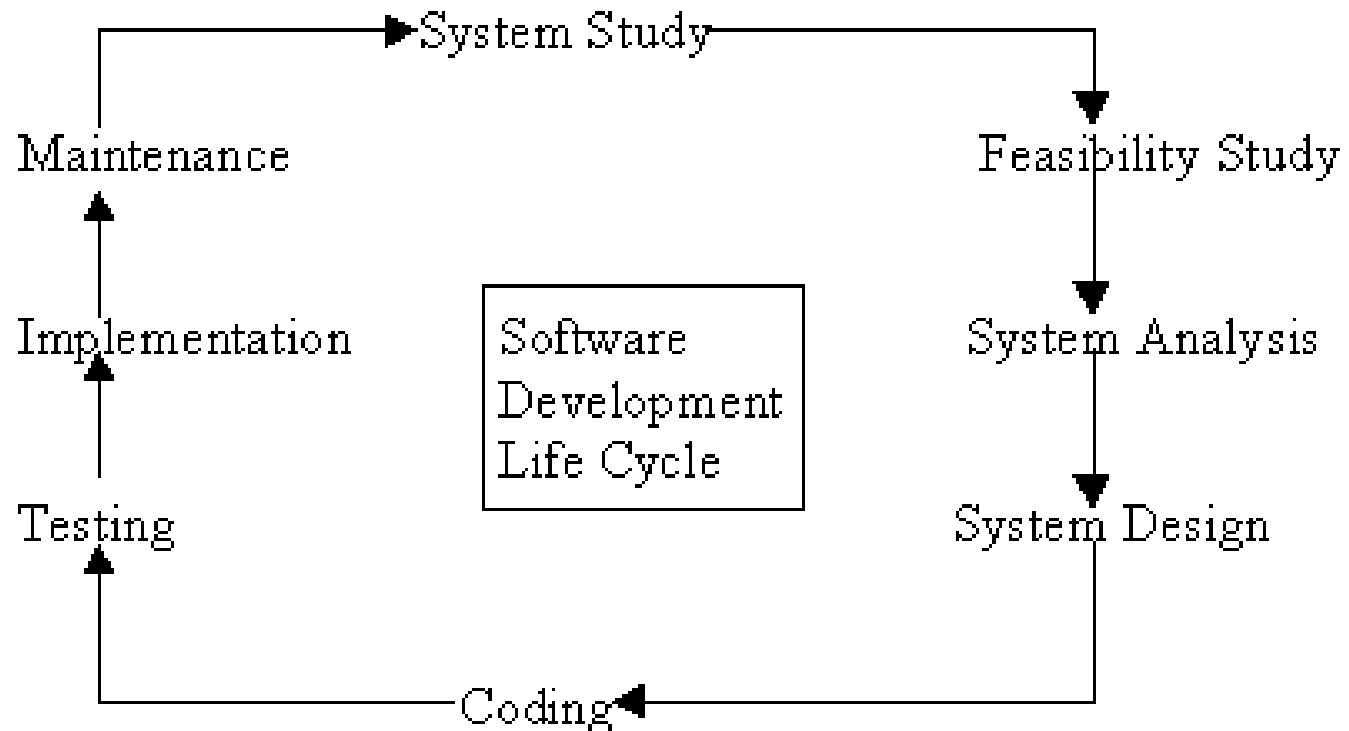 System Study
Maintenance
Feasibility Study
Implementation
Software
Development
Life Cycle
System Analysis
Testing
System Design
Coding